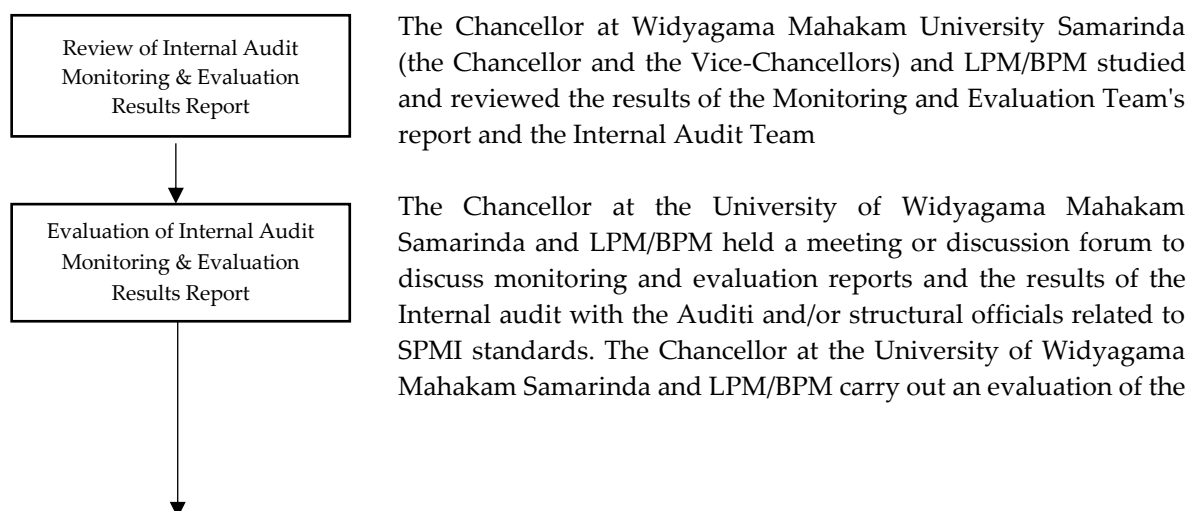 Review of Internal Audit
Monitoring & Evaluation
Results Report
The Chancellor at Widyagama Mahakam University Samarinda
(the Chancellor and the Vice-Chancellors) and LPM/BPM studied
and reviewed the results of the Monitoring and Evaluation Team's
report and the Internal Audit Team
Evaluation of Internal Audit
Monitoring & Evaluation
Results Report
The Chancellor at the University of Widyagama Mahakam
Samarinda and LPM/BPM held a meeting or discussion forum to
discuss monitoring and evaluation reports and the results of the
Internal audit with the Auditi and/or structural officials related to
SPMI standards. The Chancellor at the University of Widyagama
Mahakam Samarinda and LPM/BPM carry out an evaluation of the